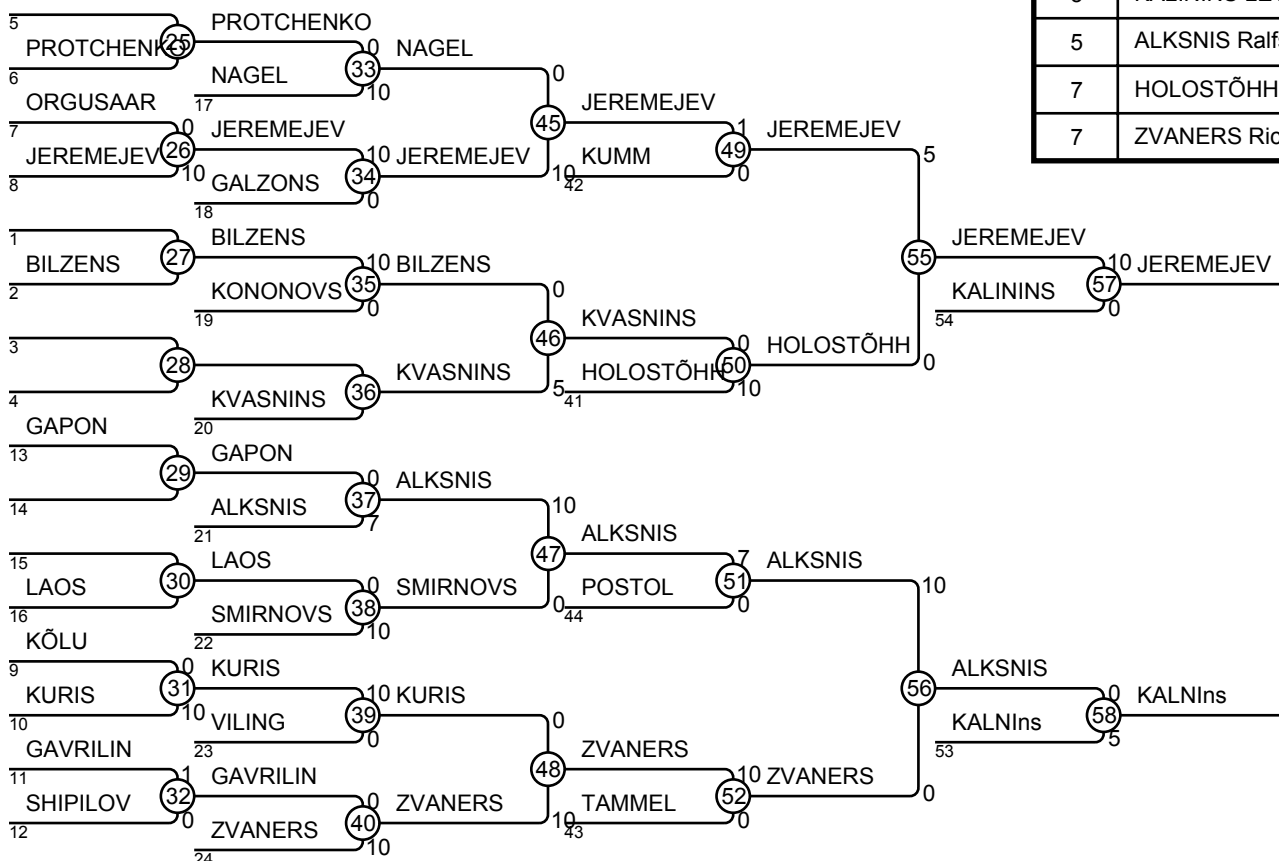 5 PROTCHENKO 5 ALKSNIS
PROTCHENKO 25 0 NAGEL
6 NAGEL 33 0
17 10
ORGUSAAR JEREMEJEV 7 HOLOSTÕHH
7 0 JEREMEJEV 45 1 JEREMEJEV
JEREMEJEV 26 10 JEREMEJEV KUMM 49 5 7 ZVANERS
8 10 GALZONS 34 10 42 0
18 0
1 BILZENS JEREMEJEV
BILZENS 27 10 BILZENS 55 10 JEREMEJEV
2 KONONOVS 35 0 KALININS 57
19 0 54 0
3 KVASNINS
28 46 0 HOLOSTÕHH
4 KVASNINS 36 KVASNINS 5 HOLOSTÕHH 50 0
20 41 10
GAPON
13 GAPON
29 0 ALKSNIS
14 ALKSNIS 37 10
21 7 ALKSNIS
15 LAOS 47 7 ALKSNIS
LAOS 30 0 SMIRNOVS POSTOL 51 10
16 SMIRNOVS 38 0 44 0
22 10
KÕLU
9 0 KURIS ALKSNIS
KURIS 31 10 KURIS 56 0 KALNIns
10 10 VILING 39 0 KALNIns 58
23 0 53 5
GAVRILIN ZVANERS
11 1 GAVRILIN 48 10 ZVANERS
SHIPILOV 32 0 ZVANERS TAMMEL 52 0
12 0 ZVANERS 40 10 43 0
24 10